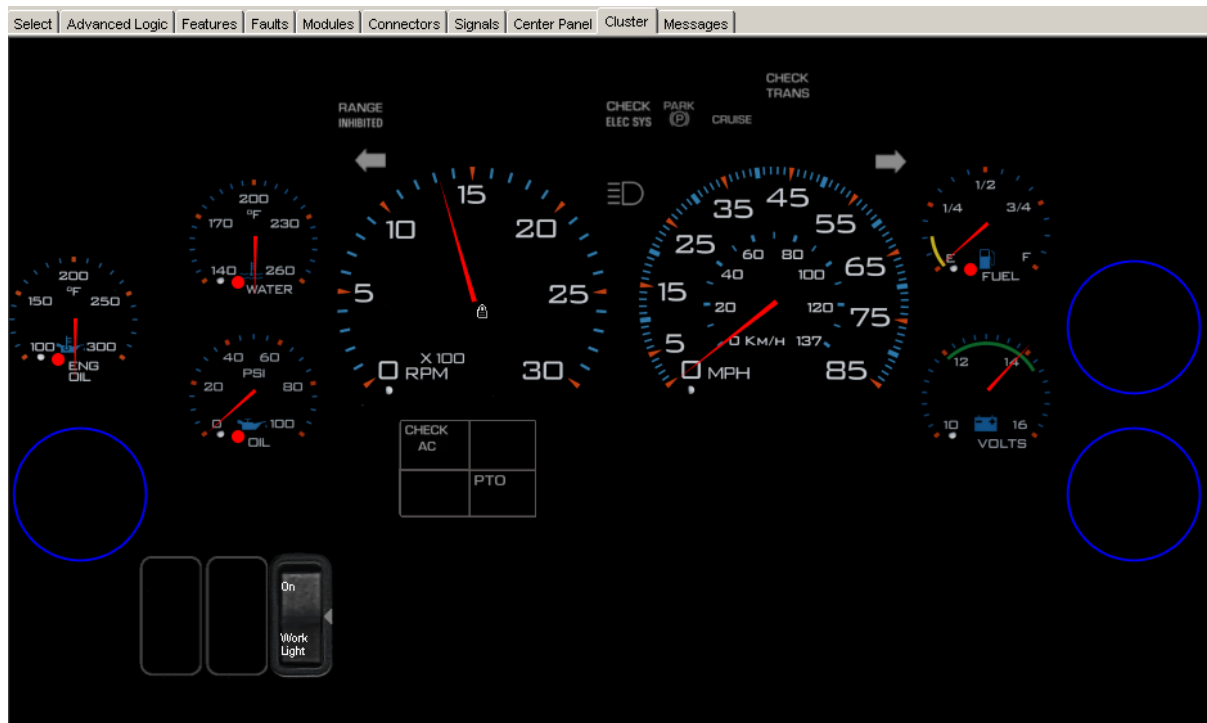 Select
Advanced Logic
Features
Faults
Modules
Connectors
Signals
Center Panel
Cluster
Messages
CHECK
TRANS
RANGE
INHIBITED
CHECK
ELEC SYS
PARK
P
CRUISE
200
°F
170
230
140
260
WATER
200
°F
150
250
100
300
ENG
OIL
40
60
PSI
20
80
0
100
OIL
15
10
20
5
25
X 100
0
RPM
30
45
35
55
25
65
15
75
5
85
0
MPH
60
80
40
100
20
120
0 KM/H 137
1/2
1/4
3/4
E
F
FUEL
12
14
10
16
VOLTS
CHECK
AC
PTO
On
Work
Light